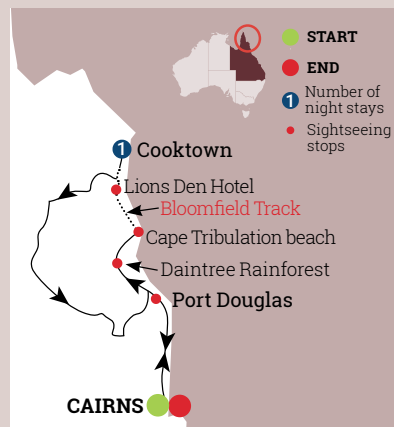 START
END
1 Number of
night stays
Sightseeing
stops
1 Cooktown
Lions Den Hotel
Bloomfield Track
Cape Tribulation beach
Daintree Rainforest
Port Douglas
CAIRNS